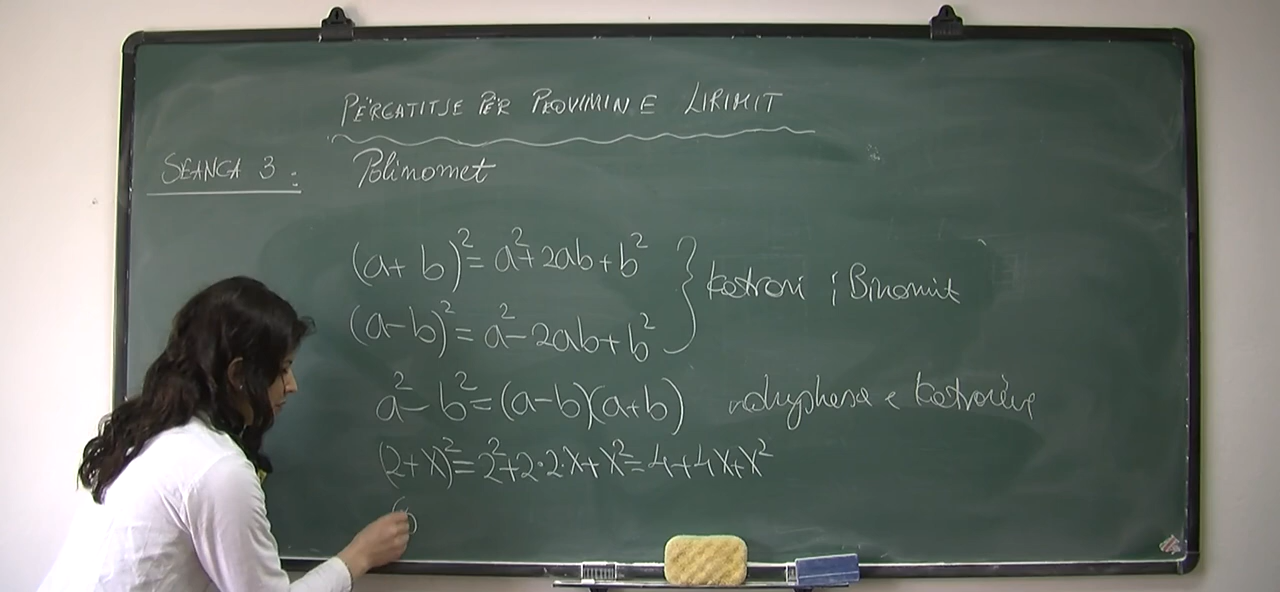 PËRGATITJE PËR PROVIMIN E LIRIMIT
SEANCA 3: Polinomet
(a+b)²=a²+2ab+b²
(a-b)²=a²-2ab+b²
katrori i Binomit
a²-b²=(a-b)(a+b) ndryshesa e katrorëve
(2+x)²=2²+2·2·x+x²=4+4x+x²